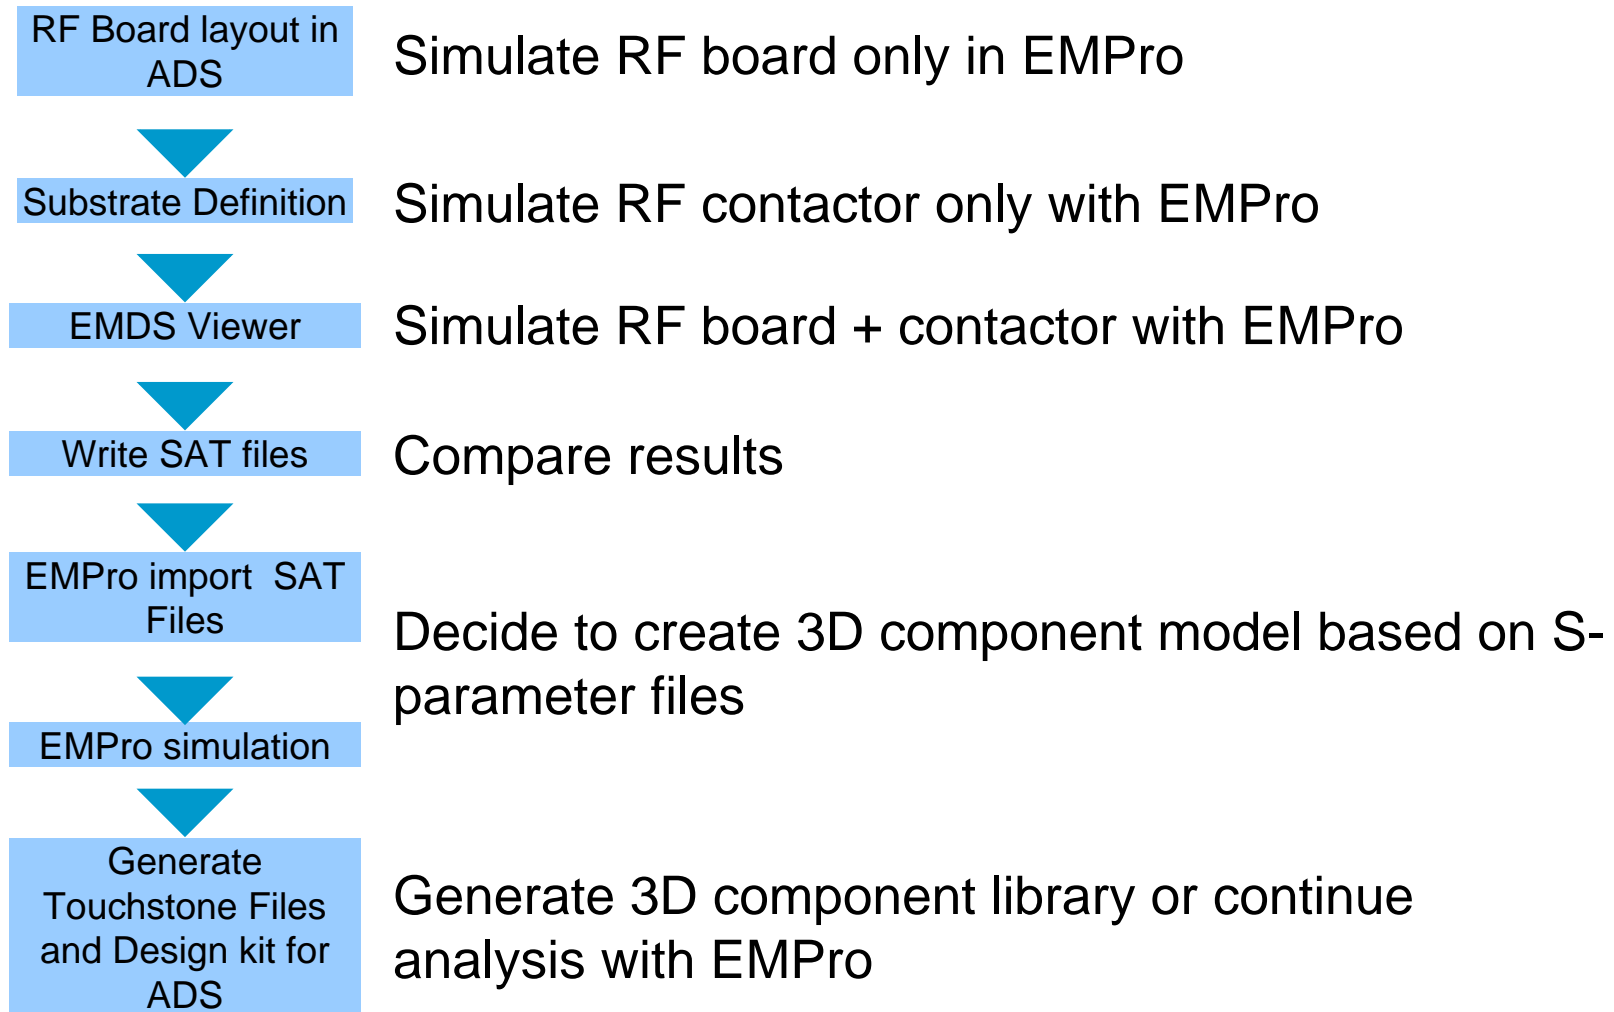 RF Board layout in
ADS
Simulate RF board only in EMPro
Substrate Definition
Simulate RF contactor only with EMPro
EMDS Viewer
Simulate RF board + contactor with EMPro
Write SAT files
Compare results
EMPro import  SAT
Files
Decide to create 3D component model based on S-
parameter files
EMPro simulation
Generate
Touchstone Files
and Design kit for
ADS
Generate 3D component library or continue
analysis with EMPro